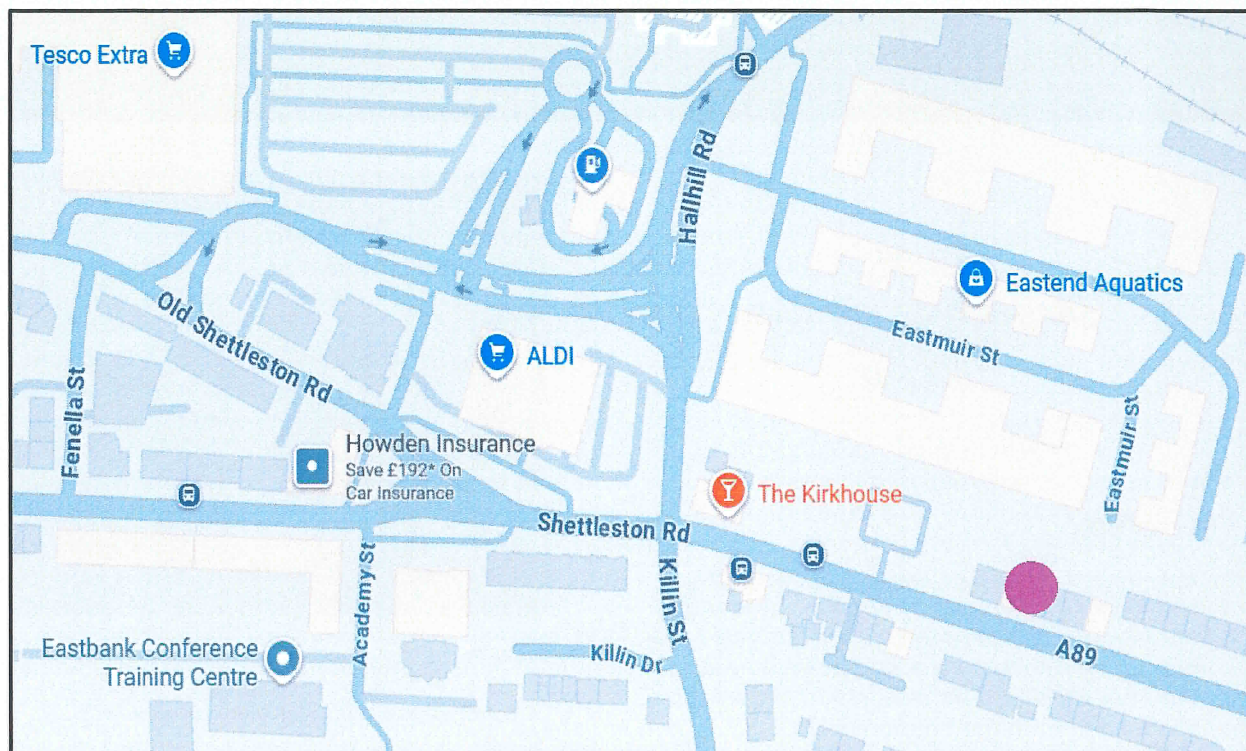 Tesco Extra
Hallhill Rd
Eastend Aquatics
Eastmuir St
Old Shettleston Rd
ALDI
Fenella St
Eastmuir St
Howden Insurance
Save £192* On
Car Insurance
The Kirkhouse
Shettleston Rd
Academy St
Killin St
Eastbank Conference
Training Centre
Killin Dr
A89